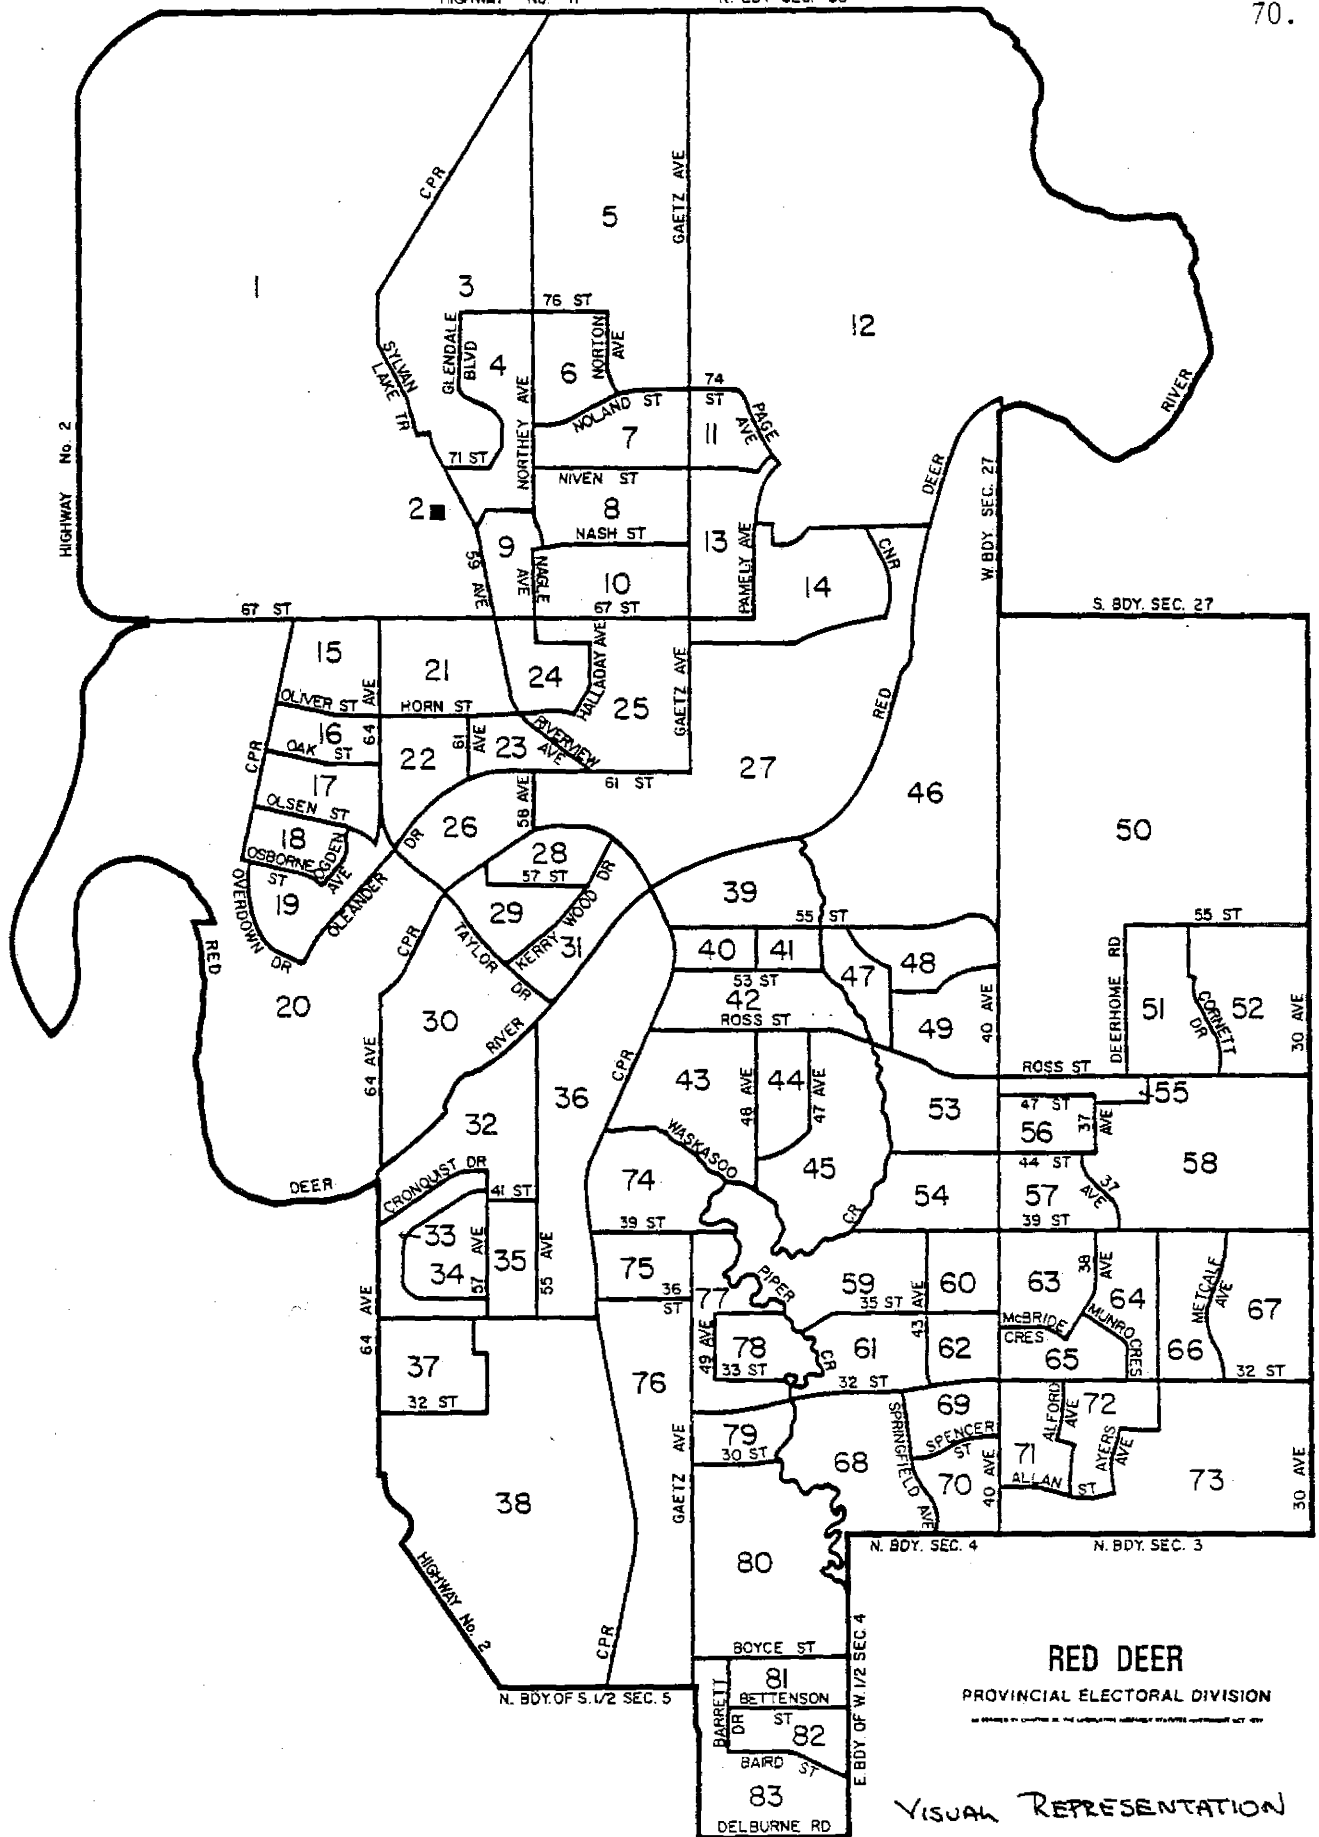 70.
GAETZ AVE
CPR
5
1
3
76 ST
12
GLENDALE BLVD
4
NORTHEY AVE
6
NORTON AVE
SYLVAN LAKE TR
74 ST
NOLAND ST
PAGE AVE
RIVER
7
11
HIGHWAY No. 2
71 ST
NIVEN ST
DEER
W. BDY. SEC. 27
2
8
NASH ST
9
13
CNR
59 AVE
NAGLE AVE
10
PAMELY AVE
14
67 ST
67 ST
S. BDY. SEC. 27
15
21
24
HALLADAY AVE
25
GAETZ AVE
OLIVER ST
64 AVE
HORN ST
RED
16
OAK ST
CPR
22
61 AVE
23
RIVERVIEW AVE
61 ST
27
46
17
OLSEN ST
58 AVE
26
50
18
OSBORNE ST
OGDEN AVE
DR
28
57 ST
OVERDOWN DR
19
OLEANDER
29
KERRY WOOD DR
39
55 ST
55 ST
RED
CPR
TAYLOR DR
31
40
41
47
48
53 ST
DEERHOME RD
51
CORNETT DR
52
20
30
RIVER
42
ROSS ST
49
40 AVE
30 AVE
64 AVE
36
CPR
43
48 AVE
44
47 AVE
ROSS ST
55
53
47 ST
56
37 AVE
32
WASKASOO
45
44 ST
58
DEER
CRONQUIST DR
41 ST
74
54
57
37 AVE
CR
39 ST
39 ST
33
34
57 AVE
35
55 AVE
75
36 ST
PIPER
77
59
35 ST
43 AVE
60
63
38 AVE
64
METCALFE AVE
67
64 AVE
McBRIDE CRES
MUNRO CRES
49 AVE
78
33 ST
CR
61
62
65
66
32 ST
37
32 ST
76
32 ST
69
ALFORD AVE
72
79
30 ST
GAETZ AVE
68
SPRINGFIELD AVE
SPENCER ST
70
40 AVE
71
ALLAN ST
AYERS AVE
73
30 AVE
38
80
N. BDY. SEC. 4
N. BDY. SEC. 3
HIGHWAY No. 2
CPR
BOYCE ST
E. BDY. OF W. 1/2 SEC. 4
N. BDY. OF S. 1/2 SEC. 5
BARRETT DR
81
BETTENSON ST
82
BAIRD ST
83
DELBURNE RD
RED DEER
PROVINCIAL ELECTORAL DIVISION
VISUAL REPRESENTATION